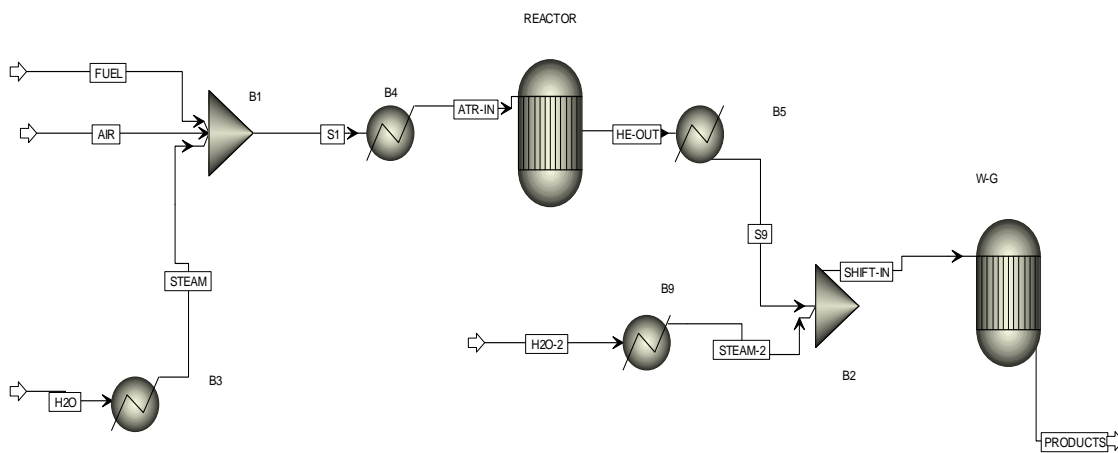 REACTOR
FUEL
B1
B4
ATR-IN
AIR
S1
HE-OUT
B5
W-G
S9
STEAM
SHIFT-IN
B9
H2O-2
STEAM-2
B2
B3
H2O
PRODUCTS